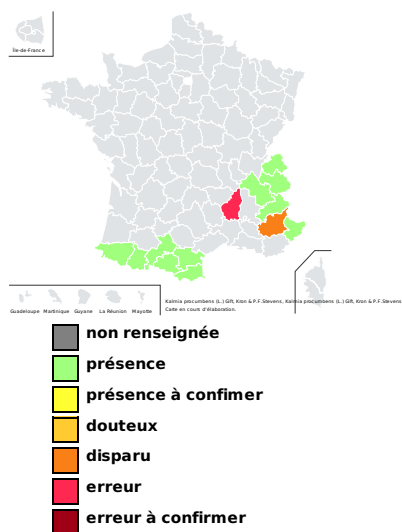 Île-de-France
Guadeloupe Martinique Guyane La Réunion Mayotte
Kalmia procumbens (L.) Gift, Kron & P.F.Stevens, Kalmia procumbens (L.) Gift, Kron & P.F.Stevens
Carte en cours d'élaboration.
non renseignée
présence
présence à confimer
douteux
disparu
erreur
erreur à confirmer